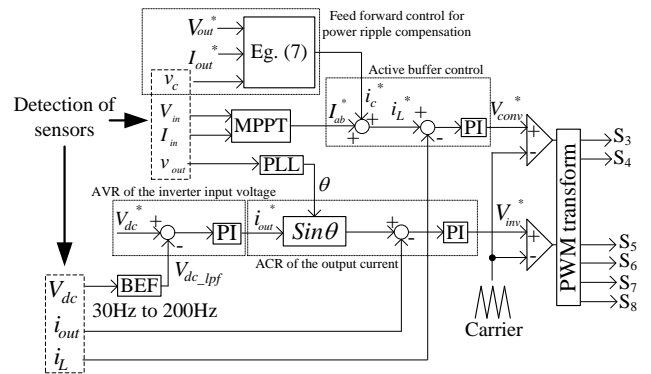 Feed forward control for
power ripple compensation
Vout*
Iout*
Eg. (7)
vc
Active buffer control
Detection of
sensors
Vin
Iin
MPPT
Iab*
ic*
iL*
+
+
+
-
PI
Vconv*
+
-
S3
S4
vout
PLL
θ
PWM transform
AVR of the inverter input voltage
Vdc*
+
-
PI
iout*
Sinθ
+
-
PI
Vinv*
+
-
S5
S6
S7
S8
ACR of the output current
Vdc
BEF
Vdc_lpf
30Hz to 200Hz
iout
iL
Carrier